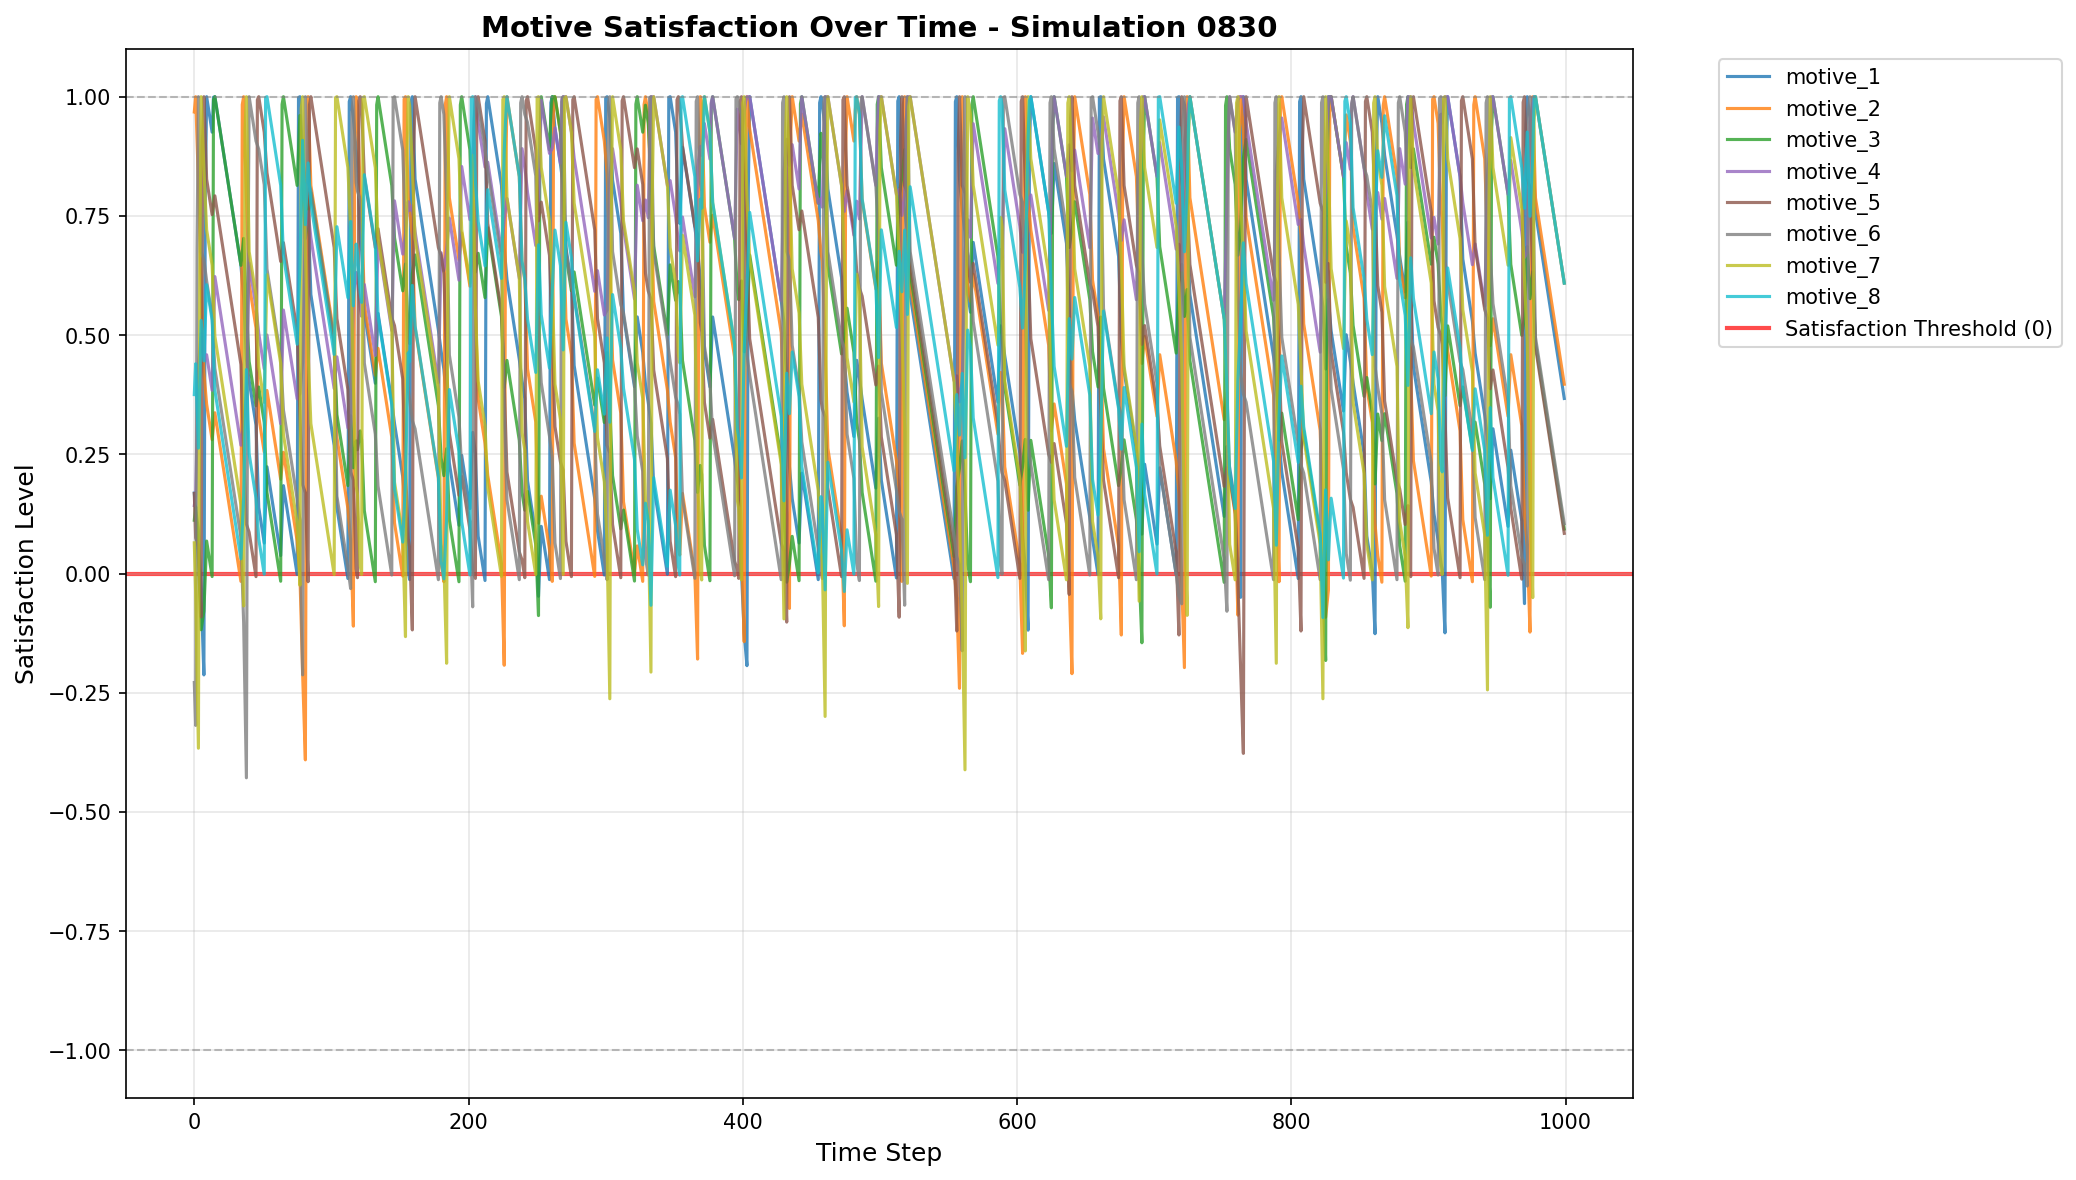 Motive Satisfaction Over Time - Simulation 0830
1.00
0.75
0.50
0.25
0.00
−0.25
−0.50
−0.75
−1.00
Satisfaction Level
0
200
400
600
800
1000
Time Step
motive_1
motive_2
motive_3
motive_4
motive_5
motive_6
motive_7
motive_8
Satisfaction Threshold (0)